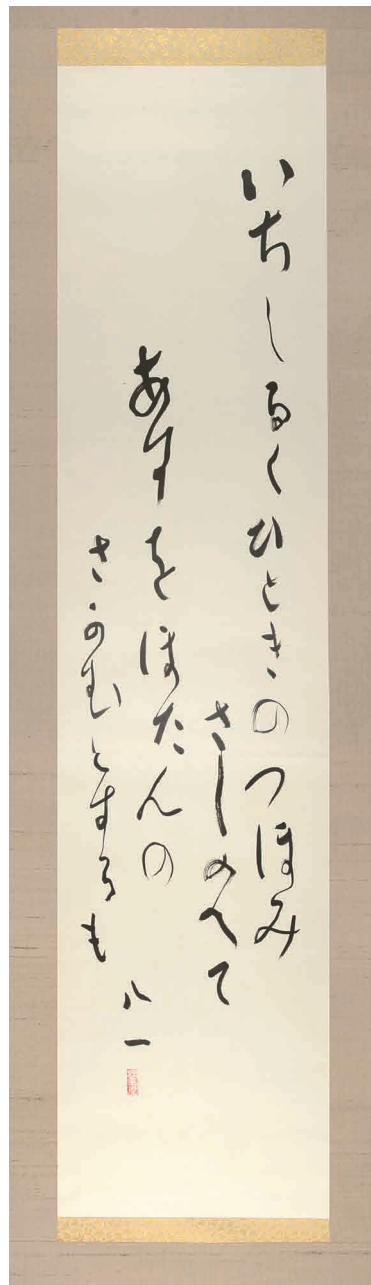 いちしるくひときのつほみ
さしのへて
あすをほたんの
さかむとするも
八一